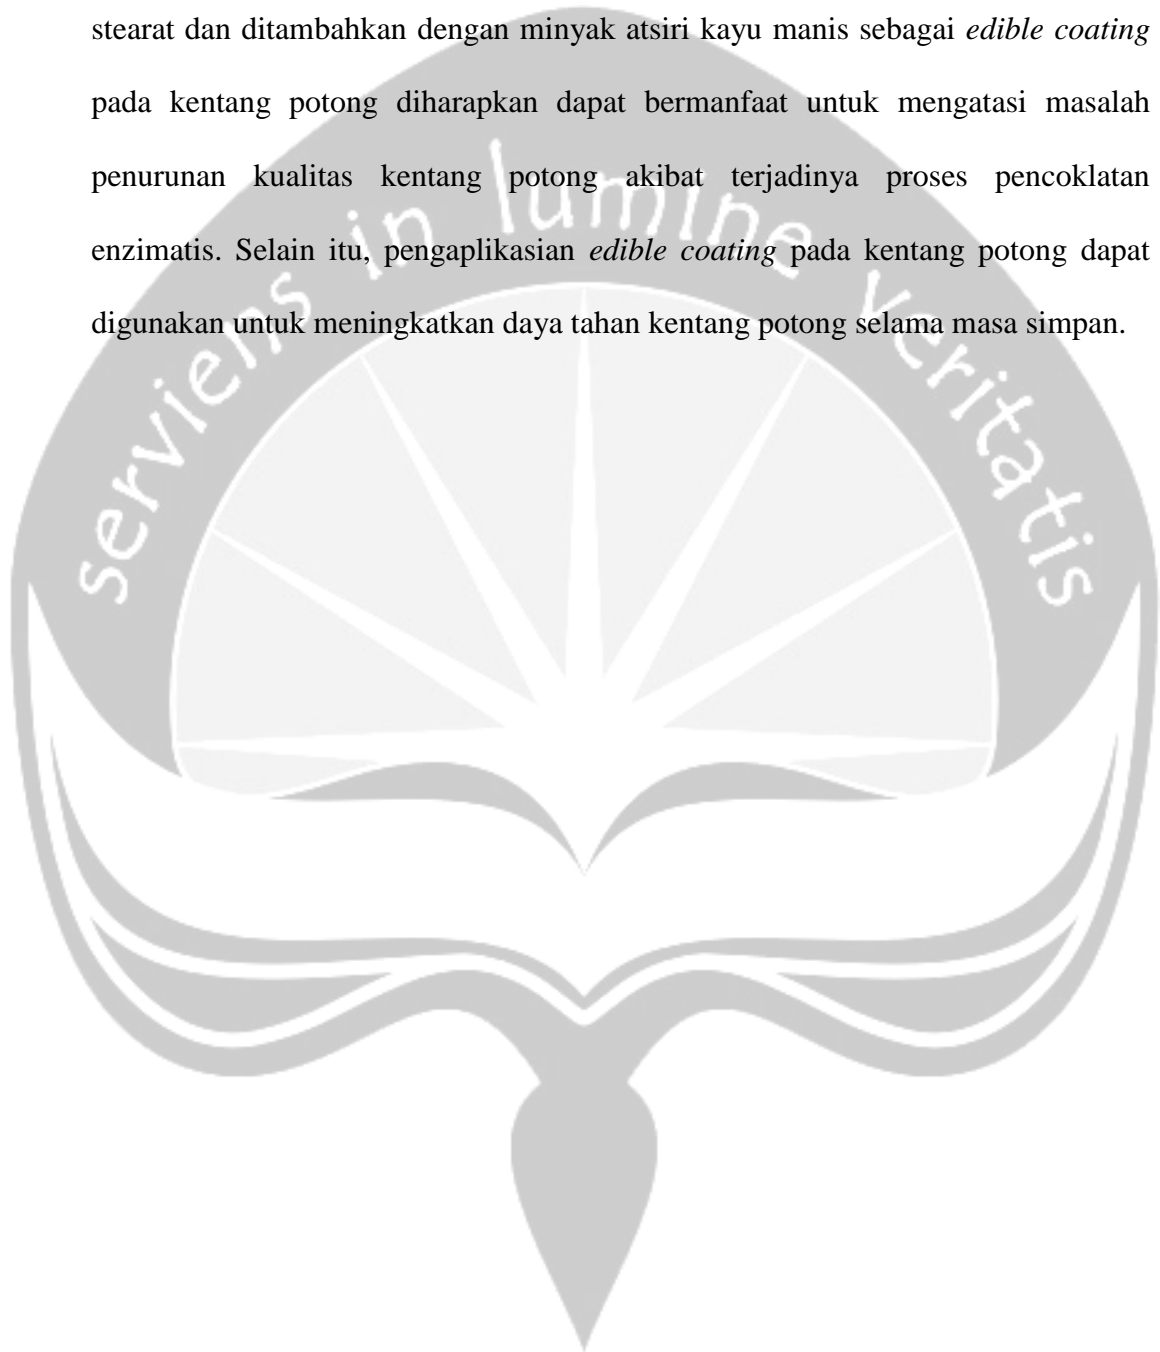 stearat dan ditambahkan dengan minyak atsiri kayu manis sebagai edible coating
pada kentang potong diharapkan dapat bermanfaat untuk mengatasi masalah
penurunan kualitas kentang potong akibat terjadinya proses pencoklatan
enzimatis. Selain itu, pengaplikasian edible coating pada kentang potong dapat
digunakan untuk meningkatkan daya tahan kentang potong selama masa simpan.
serviens in lumine veritatis